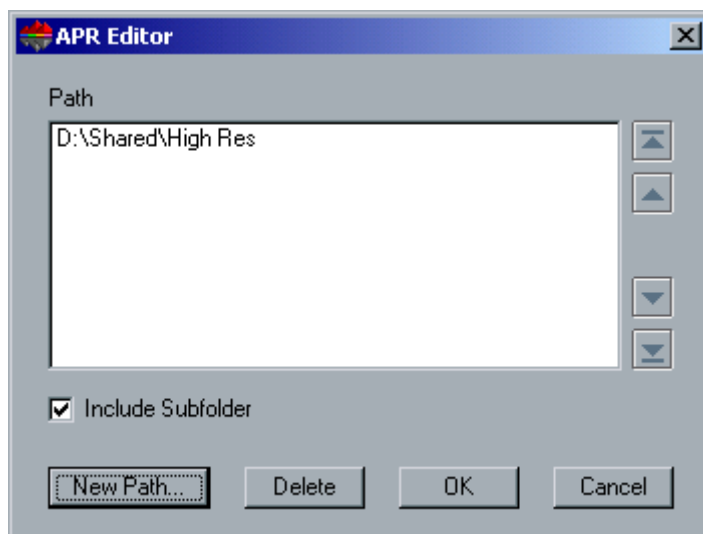 APR Editor
Path
D:\Shared\High Res
Include Subfolder
New Path... Delete OK Cancel